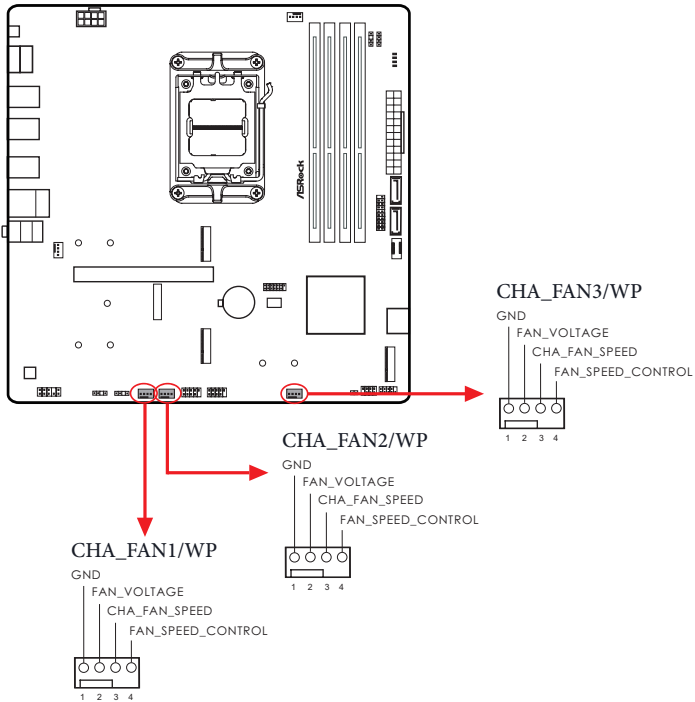 ASRock
CHA_FAN3/WP
GND
FAN_VOLTAGE
CHA_FAN_SPEED
FAN_SPEED_CONTROL
1 2 3 4
CHA_FAN2/WP
GND
FAN_VOLTAGE
CHA_FAN_SPEED
FAN_SPEED_CONTROL
1 2 3 4
CHA_FAN1/WP
GND
FAN_VOLTAGE
CHA_FAN_SPEED
FAN_SPEED_CONTROL
1 2 3 4